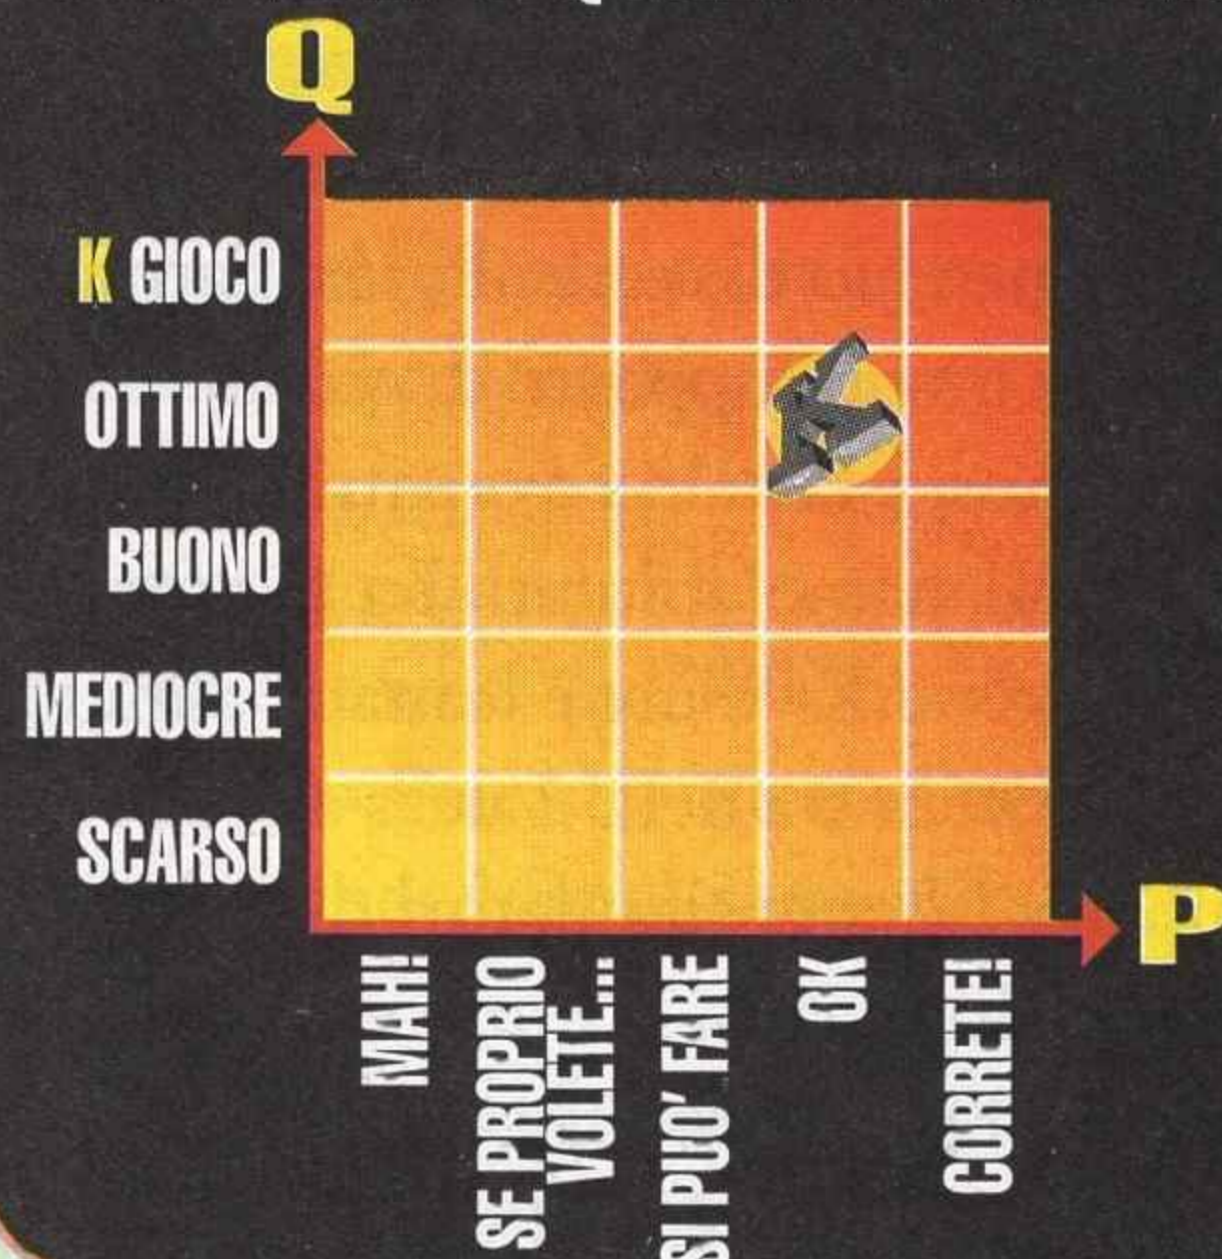 Q
K GIOCO
OTTIMO
BUONO
MEDIOCRE
SCARSO
P
MAH!
SE PROPRIO
VOLETE...
SI PUO' FARE
OK
CORRETE!